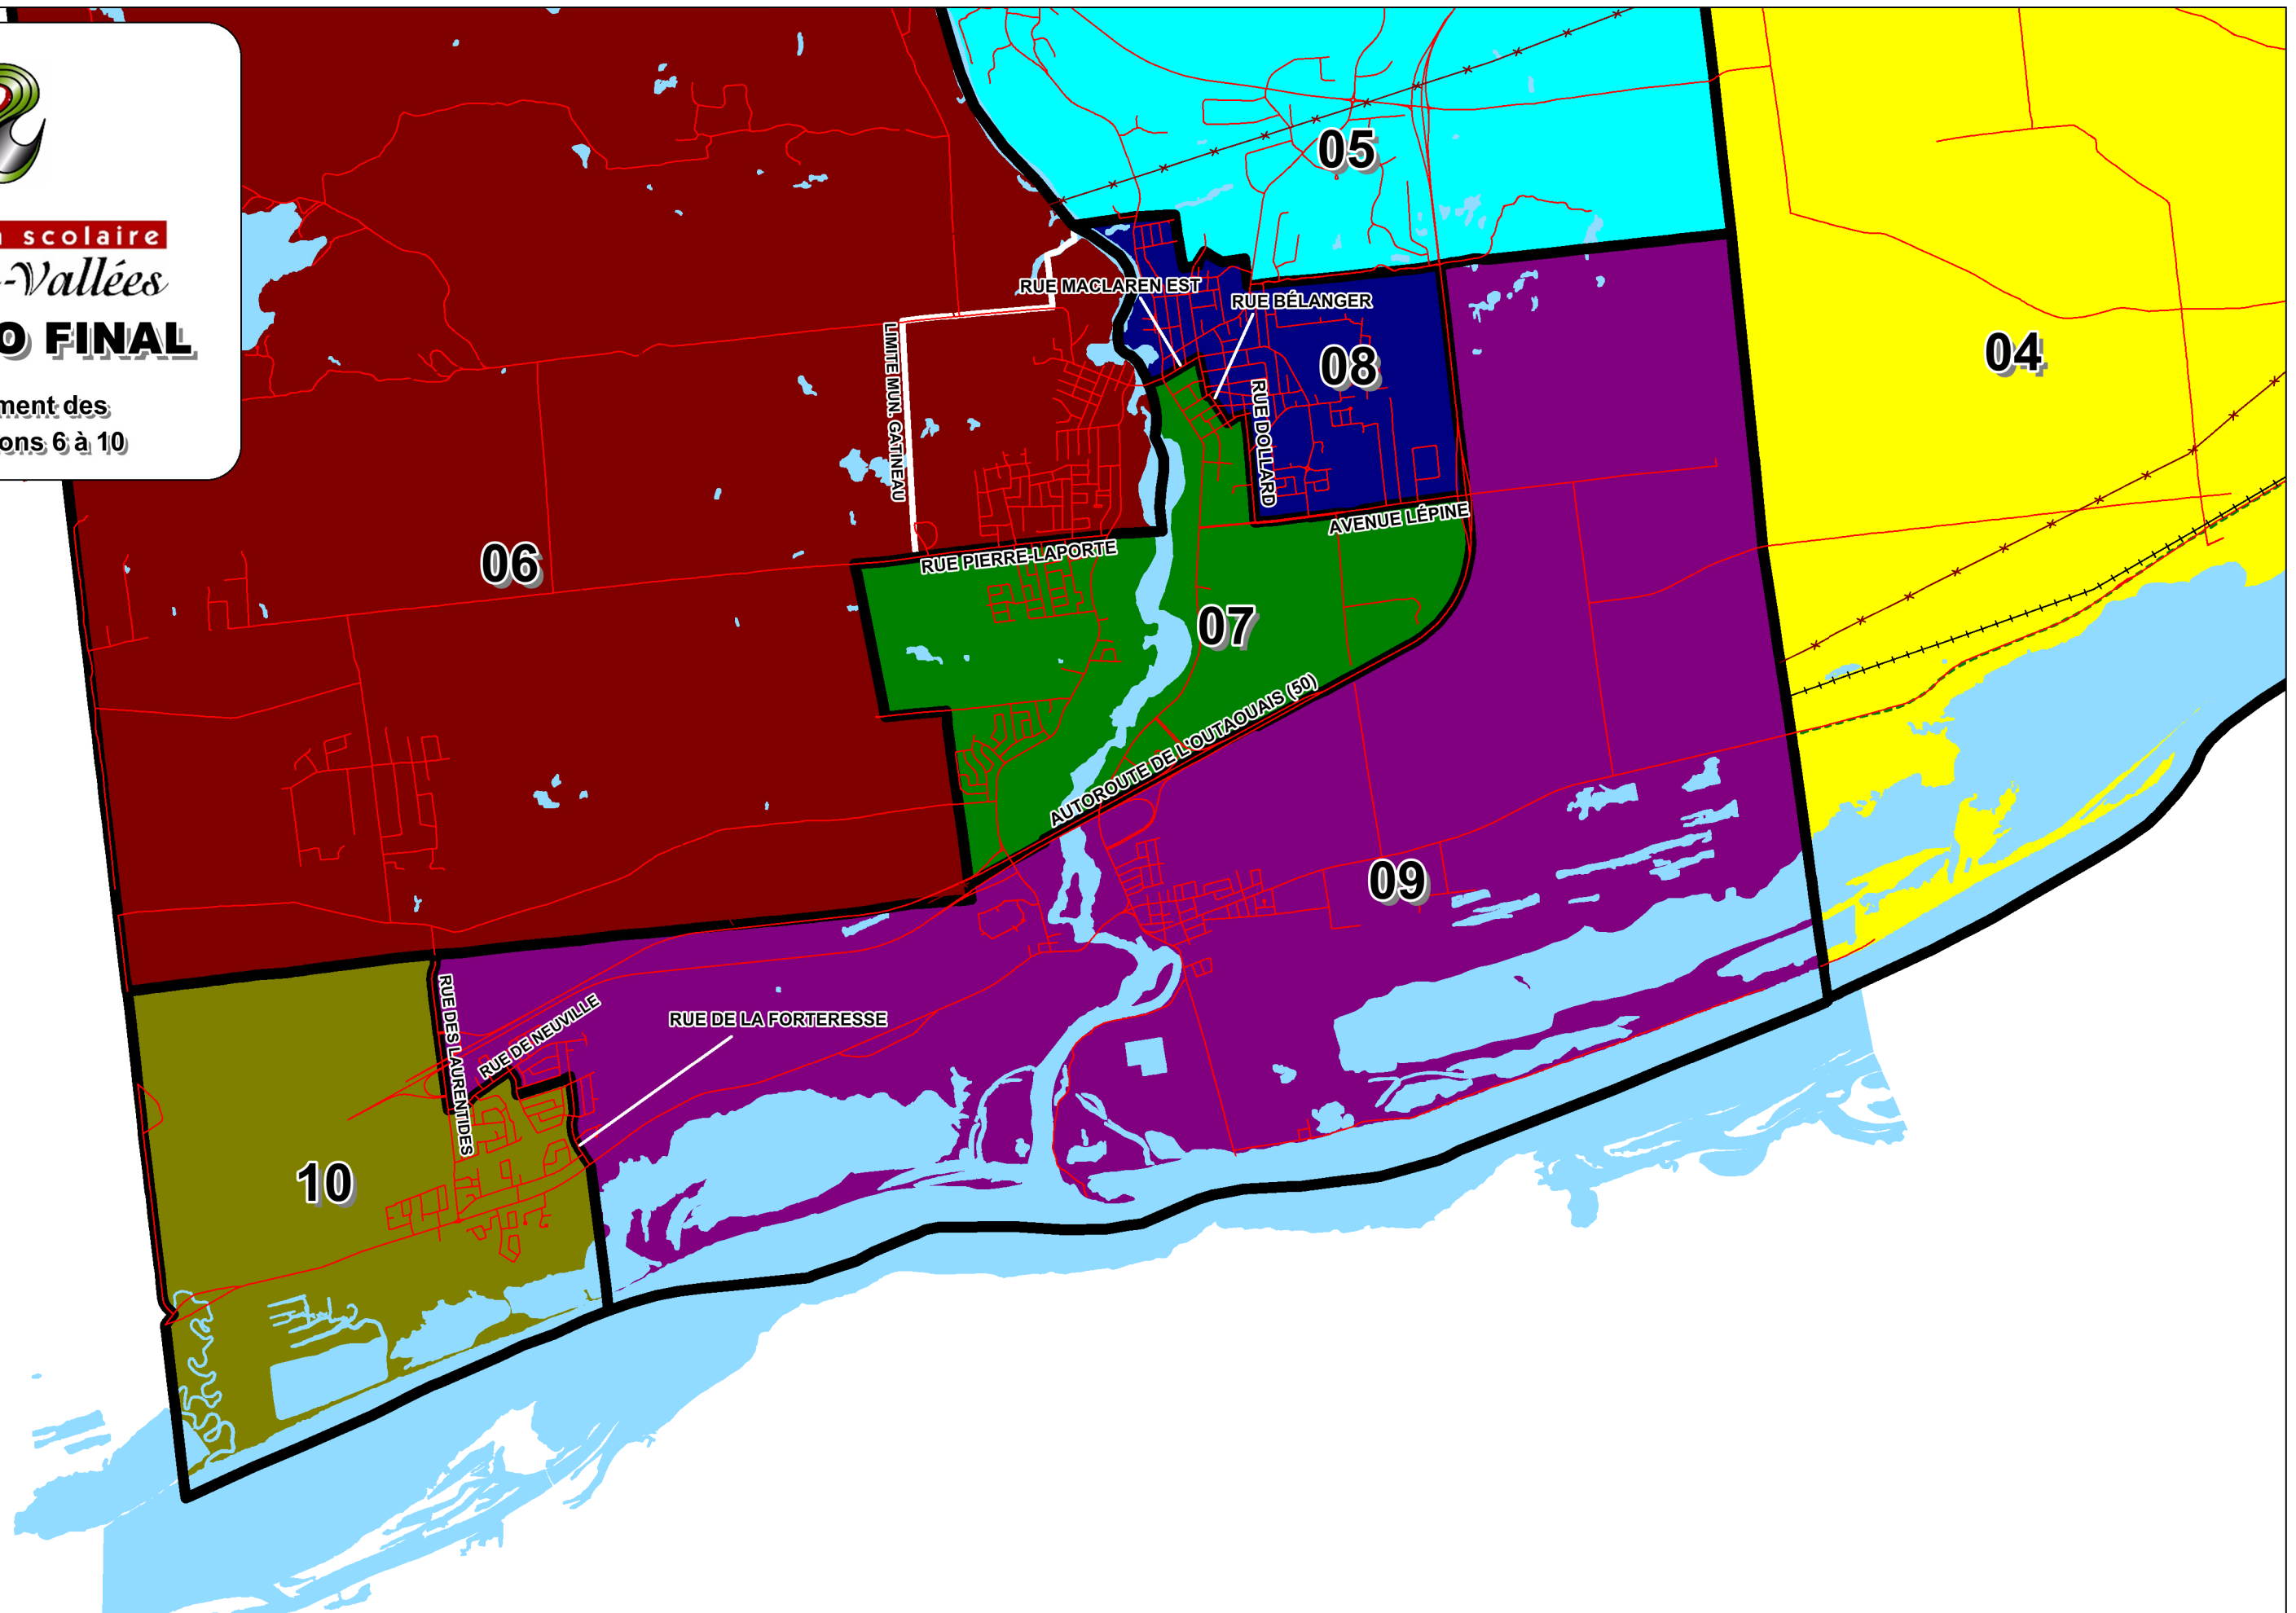 scolaire
-Vallées
O FINAL
ment des
ons 6 à 10
05
04
RUE MACLAREN EST
RUE BÉLANGER
08
LIMITE MUN. GATINEAU
RUE DOLLARD
AVENUE LÉPINE
RUE PIERRE-LAPORTE
06
07
AUTOROUTE DE L'OUTAOUAIS (50)
09
RUE DES LAURENTIDES
RUE DE NEUVILLE
RUE DE LA FORTERESSE
10